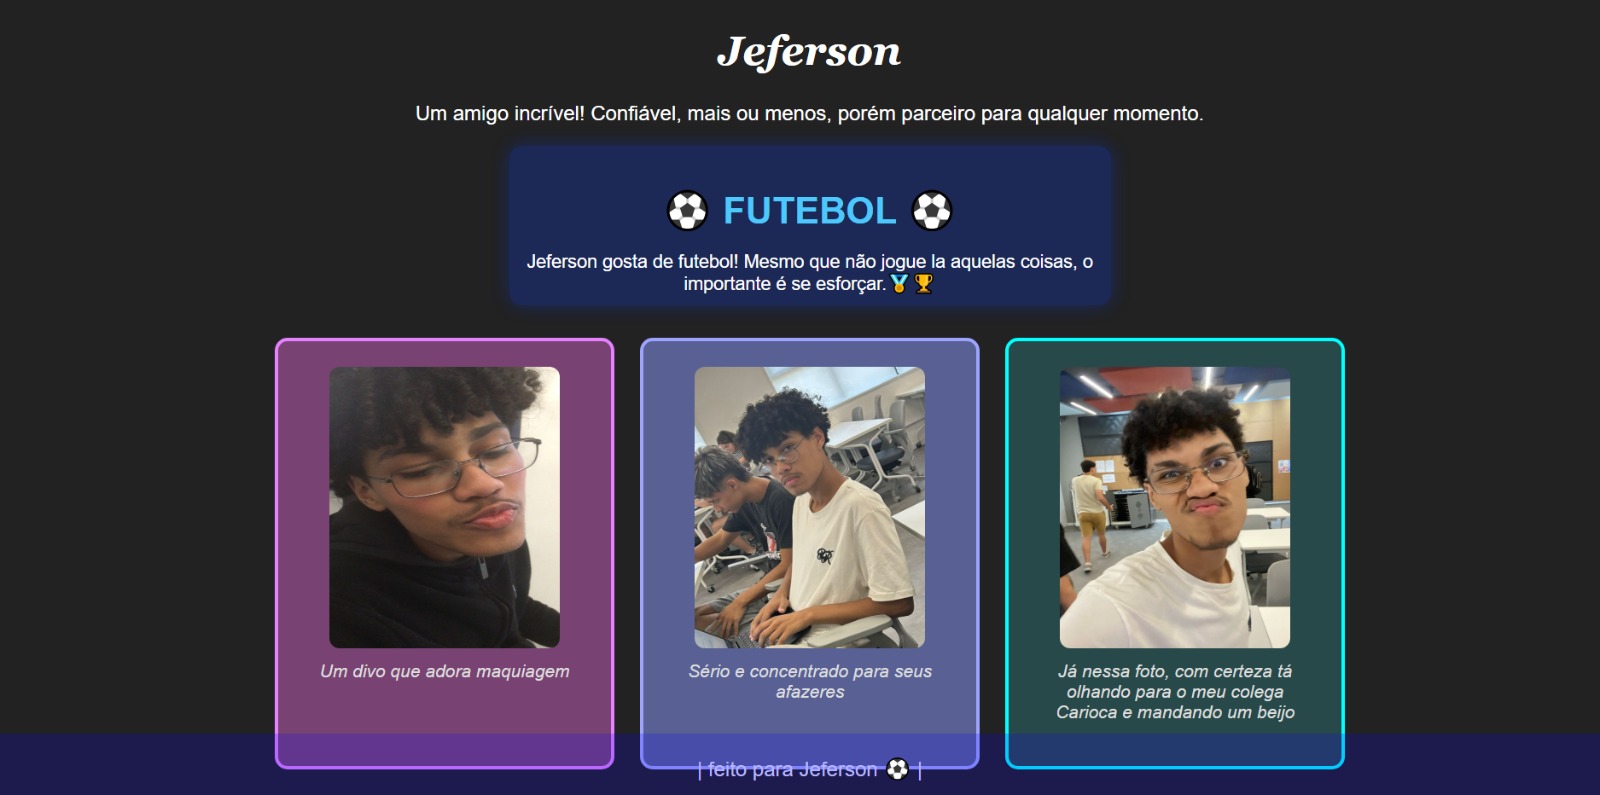 Jeferson
Um amigo incrível! Confiável, mais ou menos, porém parceiro para qualquer momento.
⚽ FUTEBOL ⚽
Jeferson gosta de futebol! Mesmo que não jogue la aquelas coisas, o
importante é se esforçar.🏅🏆
Um divo que adora maquiagem
Sério e concentrado para seus
afazeres
Já nessa foto, com certeza tá
olhando para o meu colega
Carioca e mandando um beijo
| feito para Jeferson ⚽ |